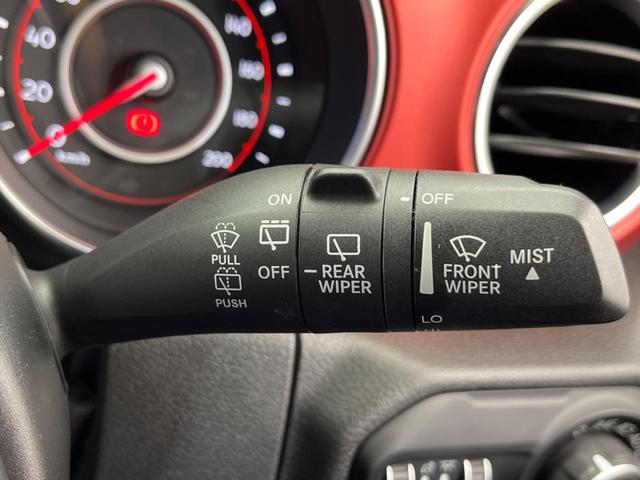 40
20
0
km/h
200
180
160
140
ON
OFF
PULL
PUSH
REAR
WIPER
OFF
FRONT
WIPER
MIST
LO